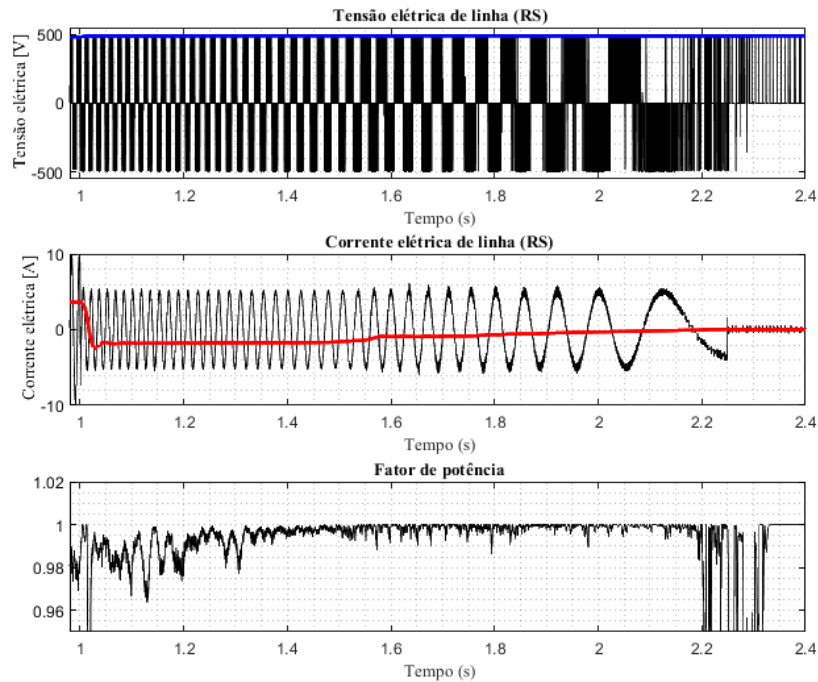 Tensão elétrica de linha (RS)
Tensão elétrica [V]
500
0
-500
1 1.2 1.4 1.6 1.8 2 2.2 2.4
Tempo (s)
Corrente elétrica de linha (RS)
Corrente elétrica [A]
10
0
-10
1 1.2 1.4 1.6 1.8 2 2.2 2.4
Tempo (s)
Fator de potência
1.02
1
0.98
0.96
1 1.2 1.4 1.6 1.8 2 2.2 2.4
Tempo (s)